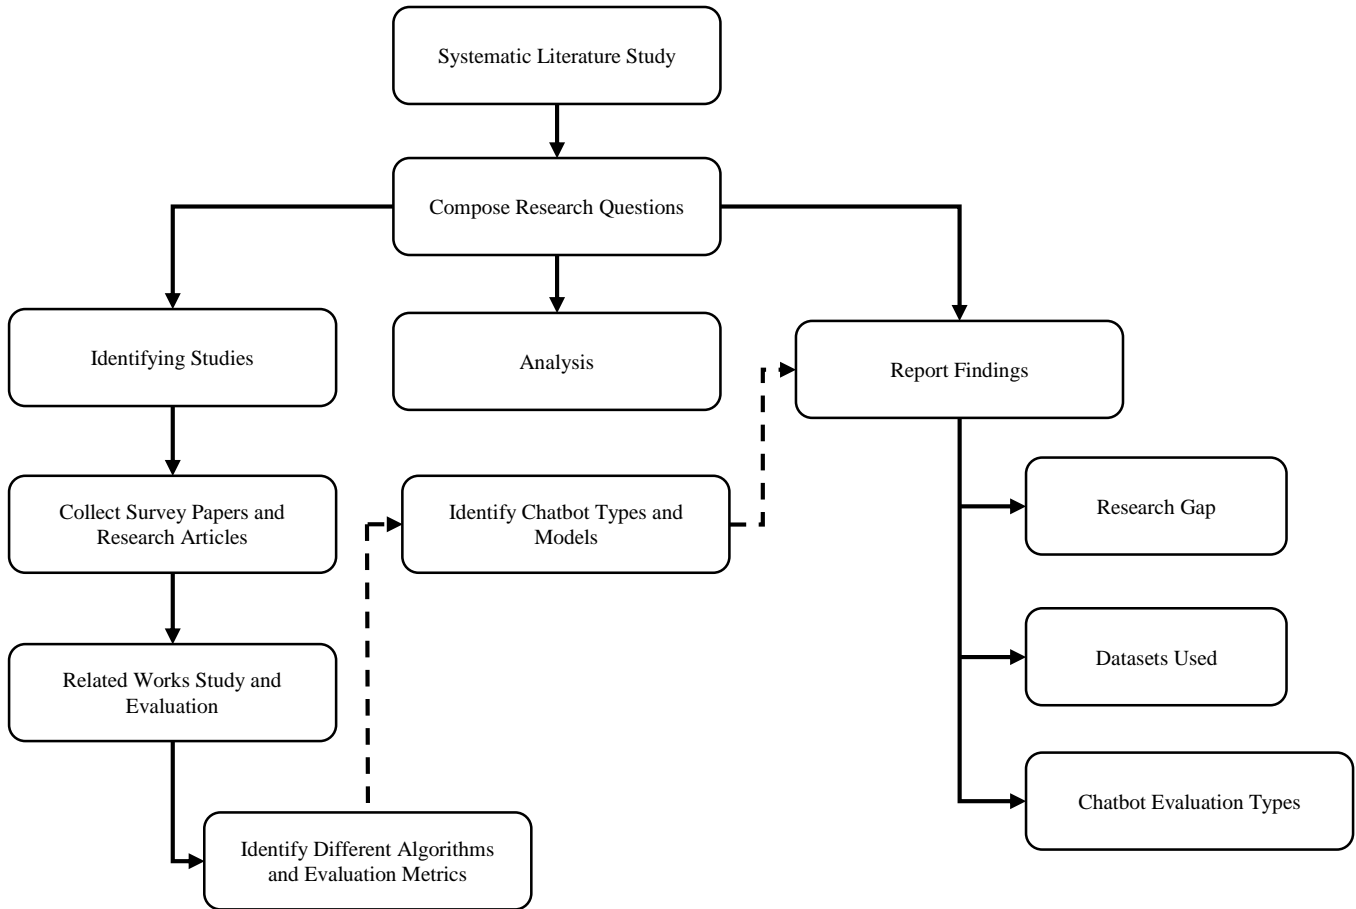 Systematic Literature Study
Compose Research Questions
Identifying Studies
Analysis
Report Findings
Collect Survey Papers and
Research Articles
Identify Chatbot Types and
Models
Research Gap
Related Works Study and
Evaluation
Datasets Used
Identify Different Algorithms
and Evaluation Metrics
Chatbot Evaluation Types